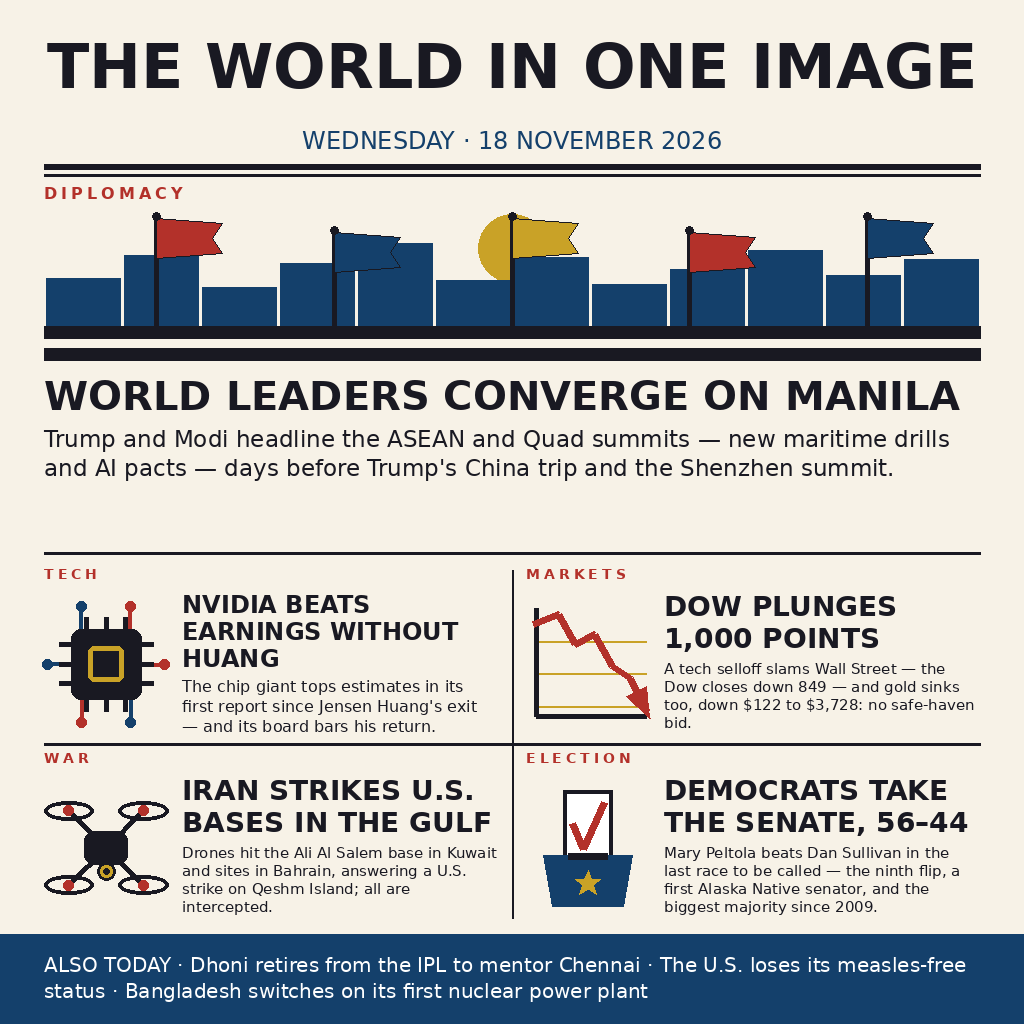 THE WORLD IN ONE IMAGE
WEDNESDAY · 18 NOVEMBER 2026
DIPLOMACY
WORLD LEADERS CONVERGE ON MANILA
Trump and Modi headline the ASEAN and Quad summits — new maritime drills
and AI pacts — days before Trump's China trip and the Shenzhen summit.
TECH
NVIDIA BEATS
EARNINGS WITHOUT
HUANG
The chip giant tops estimates in its
first report since Jensen Huang's exit
— and its board bars his return.
MARKETS
DOW PLUNGES
1,000 POINTS
A tech selloff slams Wall Street — the
Dow closes down 849 — and gold sinks
too, down $122 to $3,728: no safe-haven
bid.
WAR
IRAN STRIKES U.S.
BASES IN THE GULF
Drones hit the Ali Al Salem base in Kuwait
and sites in Bahrain, answering a U.S.
strike on Qeshm Island; all are
intercepted.
ELECTION
DEMOCRATS TAKE
THE SENATE, 56–44
Mary Peltola beats Dan Sullivan in the
last race to be called — the ninth flip, a
first Alaska Native senator, and the
biggest majority since 2009.
ALSO TODAY · Dhoni retires from the IPL to mentor Chennai · The U.S. loses its measles-free
status · Bangladesh switches on its first nuclear power plant